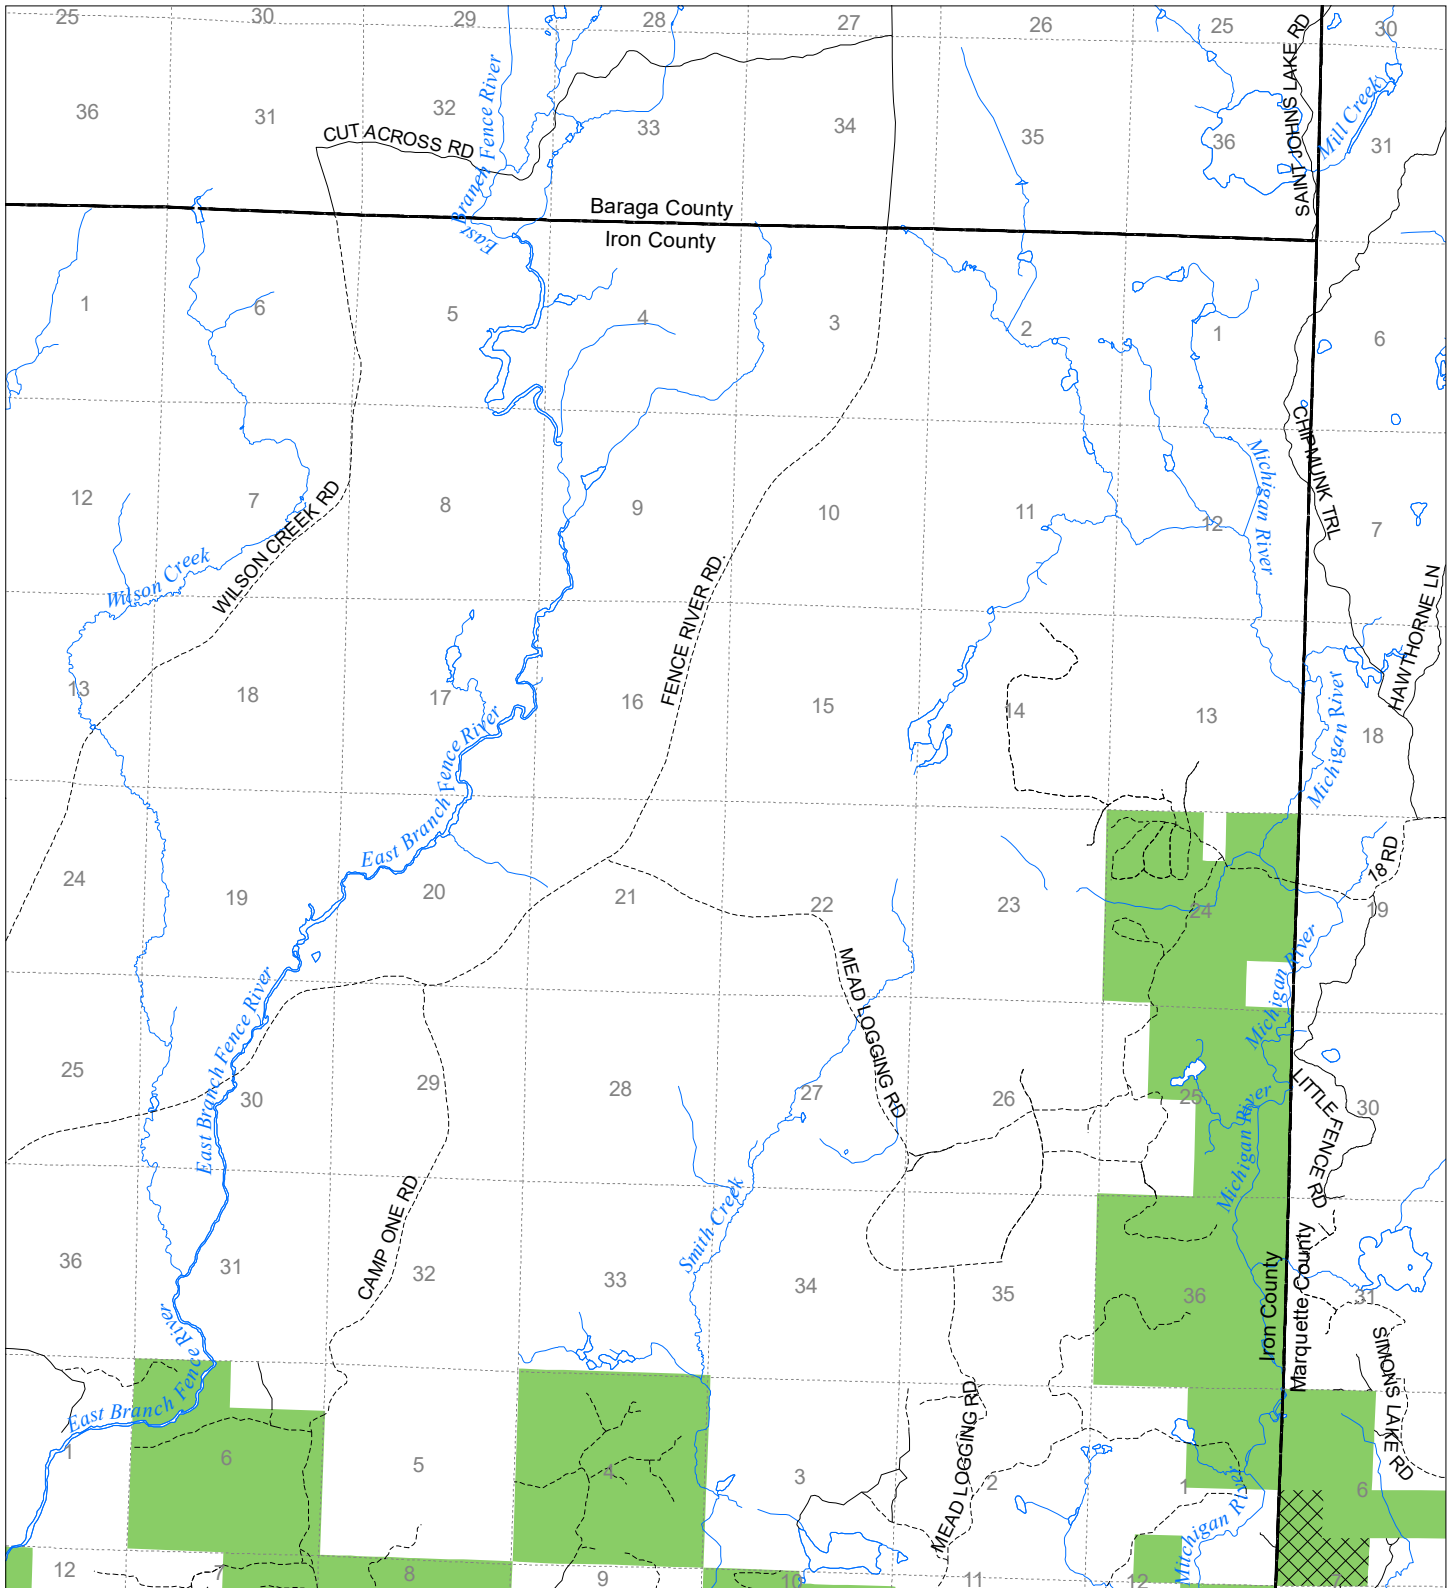 25 30 29 28 27 26 25 30
36 31 32 33 34 35 36 31
CUT ACROSS RD
East Branch Fence River
SAINT JOHNS LAKE RD
Mill Creek
Baraga County
Iron County
1 6 5 4 3 2 1 6
CHIPMUNK TRL
Michigan River
12 7 8 9 10 11 12 7
WILSON CREEK RD
Wilson Creek
FENCE RIVER RD.
HAWTHORNE LN
13 18 17 16 15 14 13 18
East Branch Fence River
Michigan River
24 19 20 21 22 23 24 19
18 RD
MEAD LOGGING RD
East Branch Fence River
Michigan River
25 30 29 28 27 26 25 30
LITTLE FENCE RD
Michigan River
CAMP ONE RD
Smith Creek
36 31 32 33 34 35 36 31
Iron County
Marquette County
East Branch Fence River
SIMONS LAKE RD
MEAD LOGGING RD
1 6 5 4 3 2 1 6
Michigan River
12 7 8 9 10 11 12 7